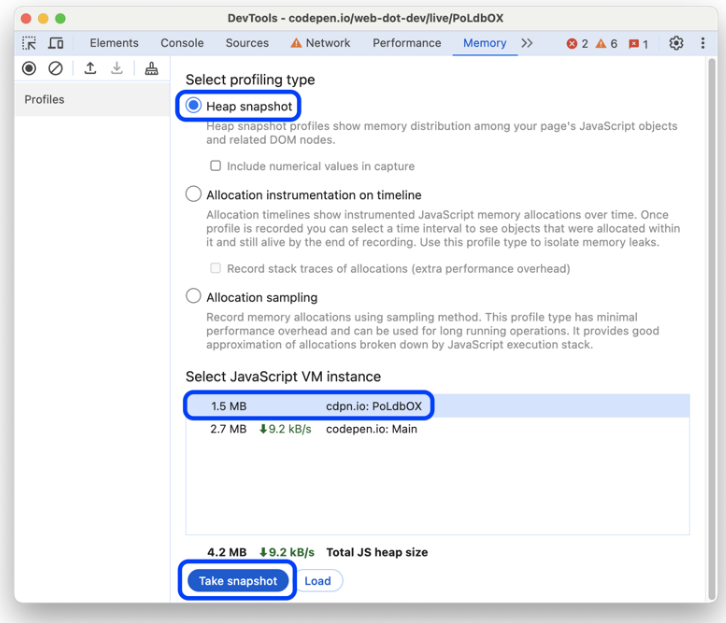 DevTools - codepen.io/web-dot-dev/live/PoLdbOX
Elements Console Sources Network Performance Memory 2 6 1
Profiles
Select profiling type
Heap snapshot
Heap snapshot profiles show memory distribution among your page's JavaScript objects
and related DOM nodes.
Include numerical values in capture
Allocation instrumentation on timeline
Allocation timelines show instrumented JavaScript memory allocations over time. Once
profile is recorded you can select a time interval to see objects that were allocated within
it and still alive by the end of recording. Use this profile type to isolate memory leaks.
Record stack traces of allocations (extra performance overhead)
Allocation sampling
Record memory allocations using sampling method. This profile type has minimal
performance overhead and can be used for long running operations. It provides good
approximation of allocations broken down by JavaScript execution stack.
Select JavaScript VM instance
1.5 MB cdpn.io: PoLdbOX
2.7 MB ↓9.2 kB/s codepen.io: Main
4.2 MB ↓9.2 kB/s Total JS heap size
Take snapshot Load